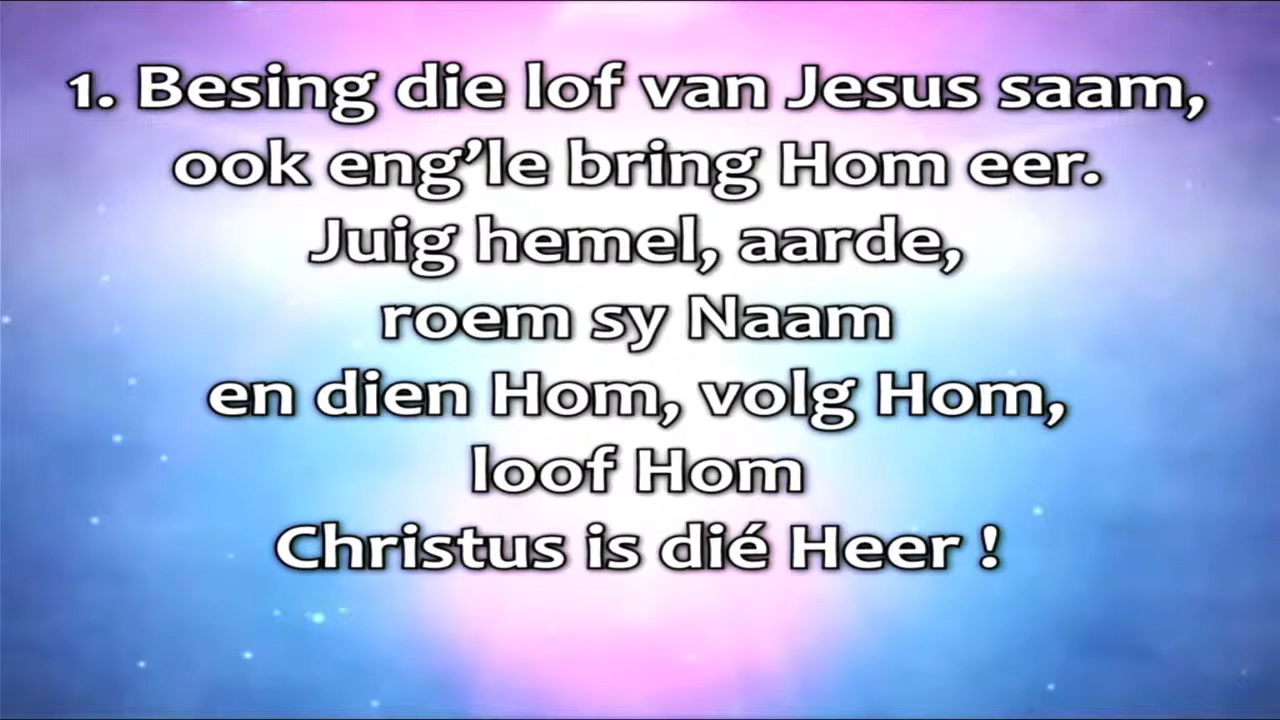 1. Besing die lof van Jesus saam,
ook eng’le bring Hom eer.
Juig hemel, aarde,
roem sy Naam
en dien Hom, volg Hom,
loof Hom
Christus is dié Heer !